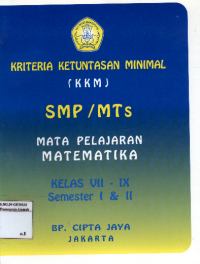 KRITERIA KETUNTASAN MINIMAL
(KKM)
SMP/MTs
MATA PELAJARAN
MATEMATIKA
KELAS VII - IX
Semester I & II
BP. CIPTA JAYA
JAKARTA